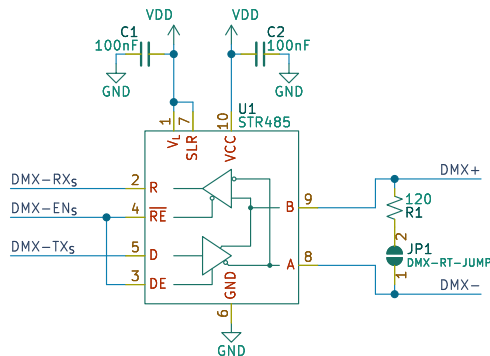 VDD
VDD
C1
100nF
C2
100nF
GND
GND
1
7
10
U1
STR485
VL
SLR
VCC
DMX-RXs
2
R
DMX-ENs
4
RE
DMX-TXs
5
D
3
DE
B
9
A
8
GND
6
GND
DMX+
120
R1
2
JP1
DMX-RT-JUMP
1
DMX-